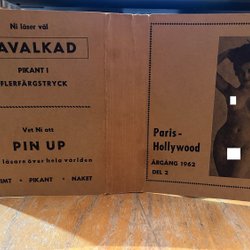 Ni läser väl
AVALKAD
PIKANT I
FLERFÄRGSTRYCK
Vet Ni att
PIN UP
läsare över hela världen
· PIKANT · NAKET
Paris-
Hollywood
ÅRGÅNG 1962
DEL 2